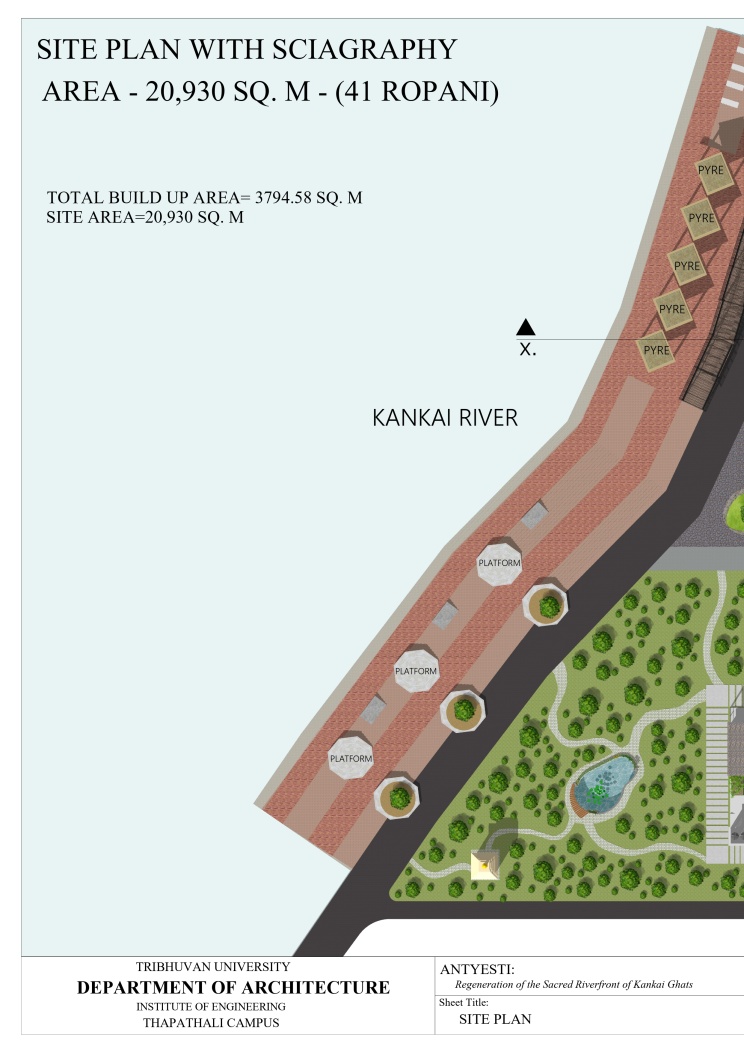 SITE PLAN WITH SCIAGRAPHY
AREA - 20,930 SQ. M - (41 ROPANI)
TOTAL BUILD UP AREA= 3794.58 SQ. M
SITE AREA=20,930 SQ. M
PYRE
PYRE
PYRE
PYRE
PYRE
X.
KANKAI RIVER
PLATFORM
PLATFORM
PLATFORM
TRIBHUVAN UNIVERSITY
DEPARTMENT OF ARCHITECTURE
INSTITUTE OF ENGINEERING
THAPATHALI CAMPUS
ANTYESTI:
Regeneration of the Sacred Riverfront of Kankai Ghats
Sheet Title:
SITE PLAN